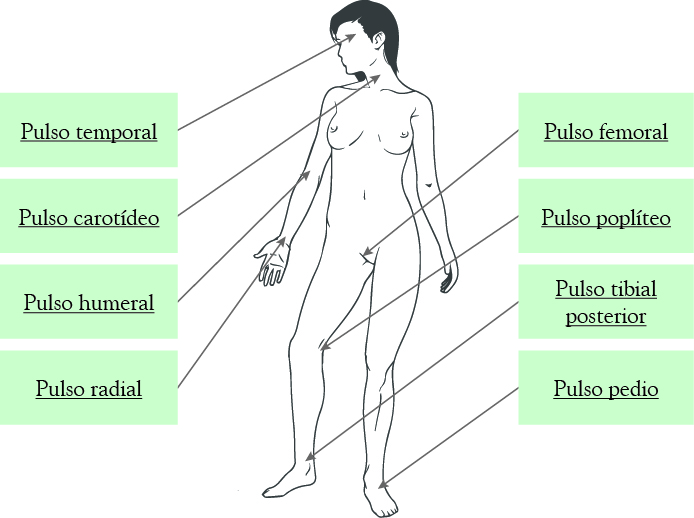 Pulso temporal
Pulso carotídeo
Pulso humeral
Pulso radial
Pulso femoral
Pulso poplíteo
Pulso tibial
posterior
Pulso pedio